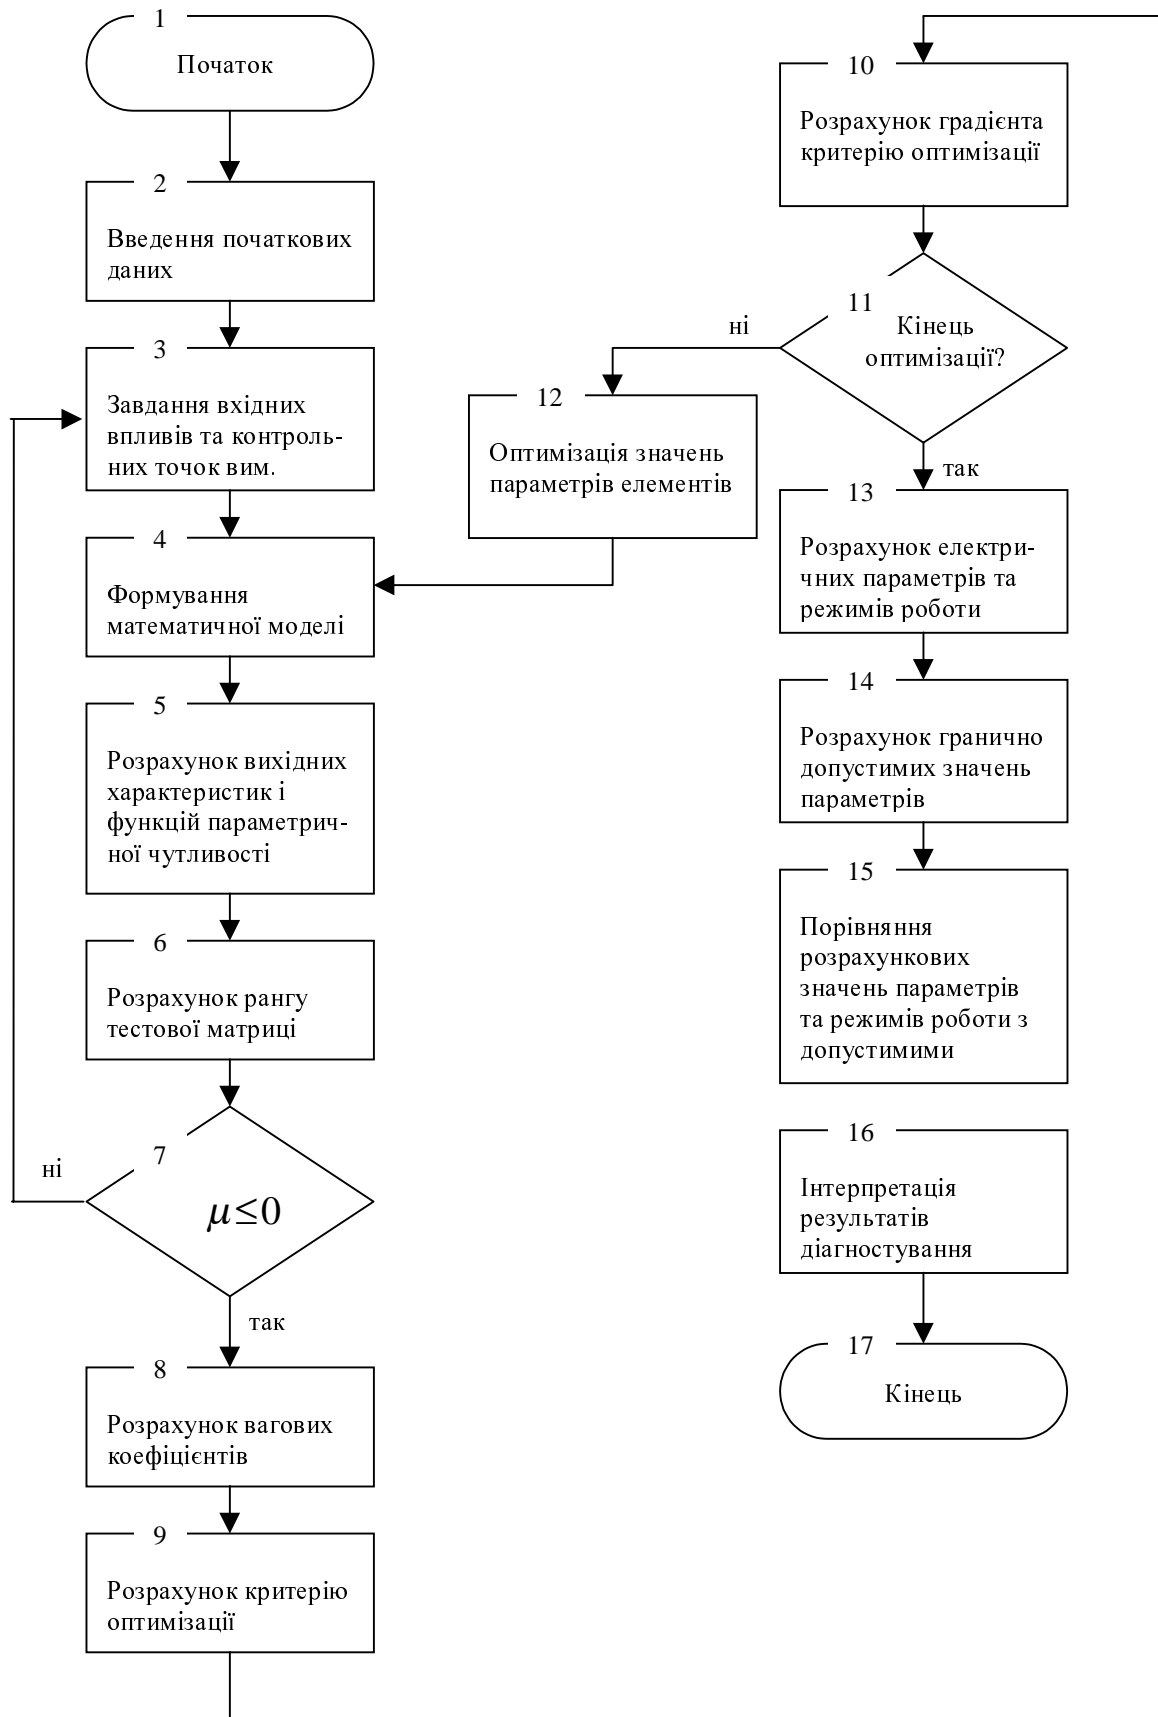 1
Початок
2
Введення початкових
даних
3
Завдання вхідних
впливів та контроль-
них точок вим.
4
Формування
математичної моделі
5
Розрахунок вихідних
характеристик і
функцій параметрич-
ної чутливості
6
Розрахунок рангу
тестової матриці
7
ні
μ≤0
так
8
Розрахунок вагових
коефіцієнтів
9
Розрахунок критерію
оптимізації
10
Розрахунок градієнта
критерію оптимізації
11
ні
Кінець
оптимізації?
так
12
Оптимізація значень
параметрів елементів
13
Розрахунок електри-
чних параметрів та
режимів роботи
14
Розрахунок гранично
допустимих значень
параметрів
15
Порівняння
розрахункових
значень параметрів
та режимів роботи з
допустимими
16
Інтерпретація
результатів
діагностування
17
Кінець